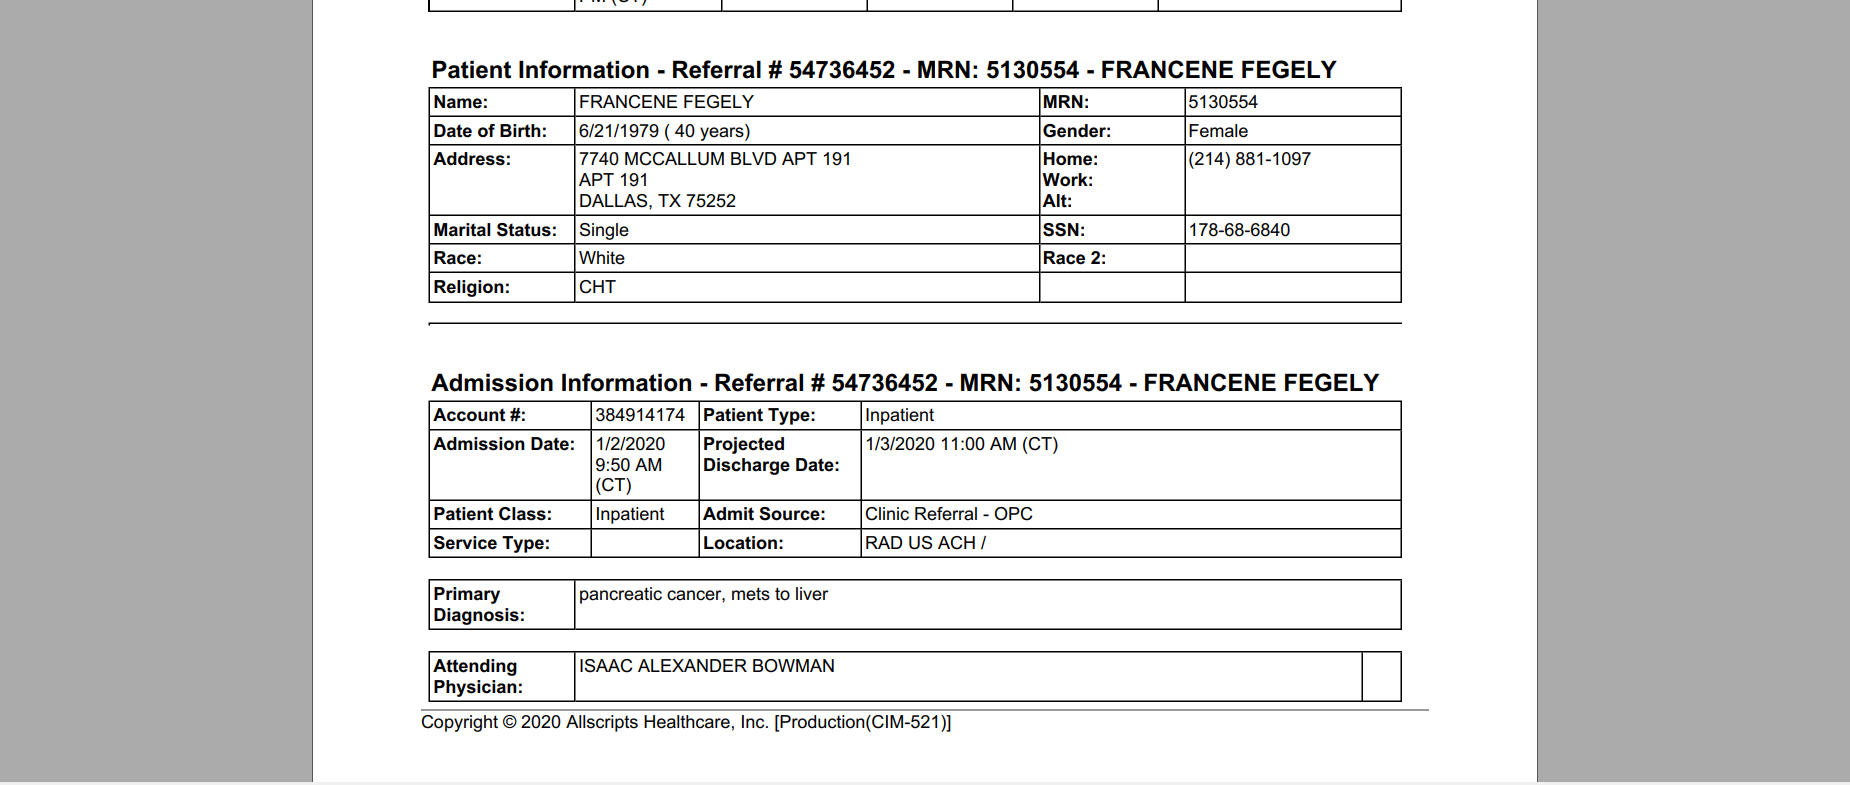 Patient Information - Referral # 54736452 - MRN: 5130554 - FRANCENE FEGELY
Name: FRANCENE FEGELY MRN: 5130554
Date of Birth: 6/21/1979 ( 40 years) Gender: Female
Address: 7740 MCCALLUM BLVD APT 191 Home: (214) 881-1097
APT 191 Work:
DALLAS, TX 75252 Alt:
Marital Status: Single SSN: 178-68-6840
Race: White Race 2:
Religion: CHT
Admission Information - Referral # 54736452 - MRN: 5130554 - FRANCENE FEGELY
Account #: 384914174 Patient Type: Inpatient
Admission Date: 1/2/2020 Projected 1/3/2020 11:00 AM (CT)
9:50 AM Discharge Date:
(CT)
Patient Class: Inpatient Admit Source: Clinic Referral - OPC
Service Type: Location: RAD US ACH /
Primary pancreatic cancer, mets to liver
Diagnosis:
Attending ISAAC ALEXANDER BOWMAN
Physician:
Copyright © 2020 Allscripts Healthcare, Inc. [Production(CIM-521)]